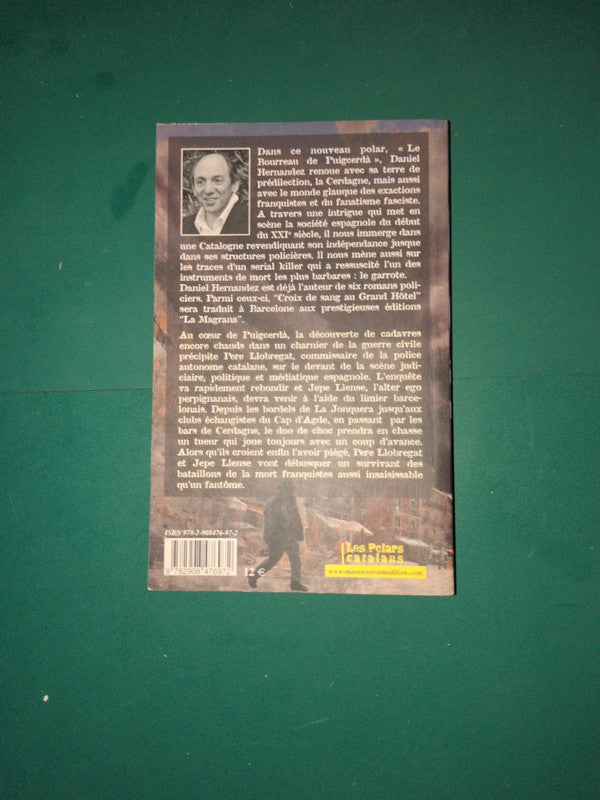 Dans ce nouveau polar, « Le
Bourreau de Puigcerdà », Daniel
Hernandez renoue avec sa terre de
prédilection, la Cerdagne, mais aussi
avec le monde glauque des exactions
franquistes et du fanatisme fasciste.
A travers une intrigue qui met en
scène la société espagnole du début
du XXIe siècle, il nous immerge dans
une Catalogne revendiquant son indépendance jusque
dans ses structures policières. Il nous mène aussi sur
les traces d'un serial killer qui a ressuscité l'un des
instruments de mort les plus barbares : le garrote.
Daniel Hernandez est déjà l'auteur de six romans poli-
ciers. Parmi ceux-ci, "Croix de sang au Grand Hôtel"
sera traduit à Barcelone aux prestigieuses éditions
"La Magrana".
Au cœur de Puigcerdà, la découverte de cadavres
encore chauds dans un charnier de la guerre civile
précipite Pere Llobregat, commissaire de la police
autonome catalane, sur le devant de la scène judi-
ciaire, politique et médiatique espagnole. L'enquête
va rapidement rebondir et Jepe Llense, l'alter ego
perpignanais, devra venir à l'aide du limier barce-
lonais. Depuis les bordels de La Jonquera jusqu'aux
clubs échangistes du Cap d'Agde, en passant par les
bars de Cerdagne, le duo de choc prendra en chasse
un tueur qui joue toujours avec un coup d'avance.
Alors qu'ils croient enfin l'avoir piégé, Pere Llobregat
et Jepe Llense vont débusquer un survivant des
bataillons de la mort franquistes aussi insaisissable
qu'un fantôme.
ISBN 978-2-908476-97-2
9 782908 476972
12 €
Les Polars
catalans
www.marenostrumedition.com